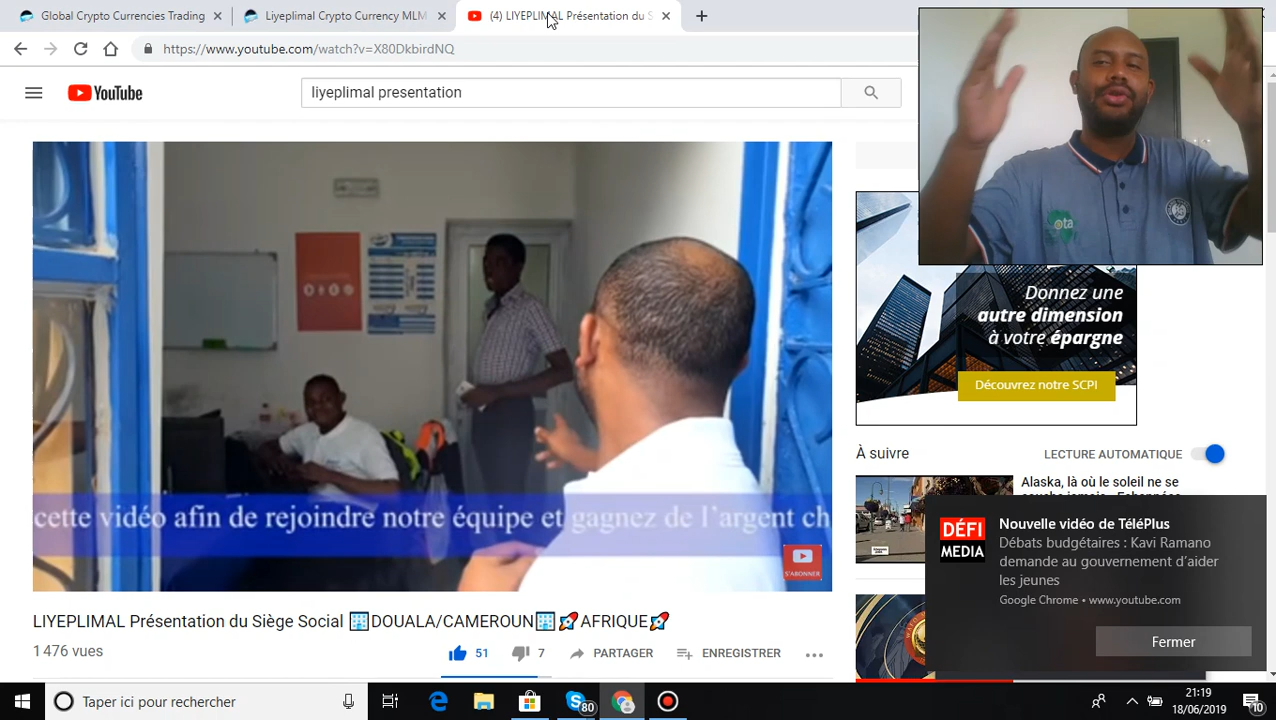 Global Crypto Currencies Trading
Liyeplimal Crypto Currency MLM
(4) LIYEPLIMAL Présentation du S
https://www.youtube.com/watch?v=X80DkbirdNQ
YouTube
liyeplimal presentation
ota
Donnez une
autre dimension
à votre épargne
Découvrez notre SCPI
À suivre
LECTURE AUTOMATIQUE
Alaska, là où le soleil ne se
cette vidéo afin de rejoindre notre équipe et gagnez de l'argent ch
S'ABONNER
DÉFI
MEDIA
Nouvelle vidéo de TéléPlus
Débats budgétaires : Kavi Ramano
demande au gouvernement d'aider
les jeunes
Google Chrome • www.youtube.com
Fermer
LIYEPLIMAL Présentation du Siège Social 🏢DOUALA/CAMEROUN🏢🚀AFRIQUE🚀
1 476 vues
51
7
PARTAGER
ENREGISTRER
Taper ici pour rechercher
80
21:19
18/06/2019
10